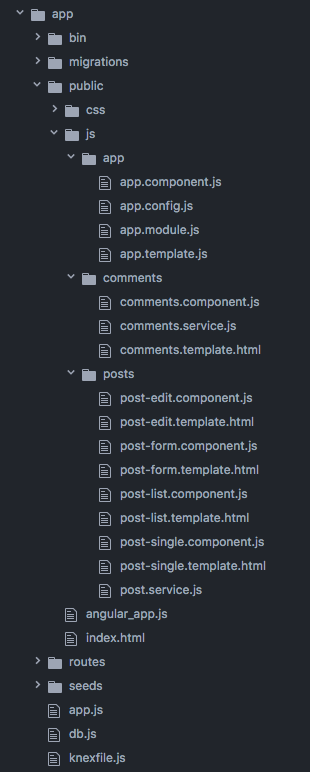 app
bin
migrations
public
css
js
app
app.component.js
app.config.js
app.module.js
app.template.js
comments
comments.component.js
comments.service.js
comments.template.html
posts
post-edit.component.js
post-edit.template.html
post-form.component.js
post-form.template.html
post-list.component.js
post-list.template.html
post-single.component.js
post-single.template.html
post.service.js
angular_app.js
index.html
routes
seeds
app.js
db.js
knexfile.js